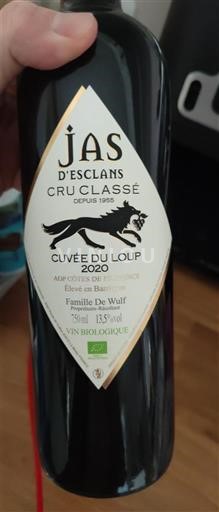 JAS
D'ESCLANS
CRU CLASSÉ
DEPUIS 1955
CUVÉE DU LOUP
2020
AOP CÔTES DE PROVENCE
Élevé en Barrique
Famille De Wulf
Propriétaire-Récoltant
750ml 13,5%vol
VIN BIOLOGIQUE